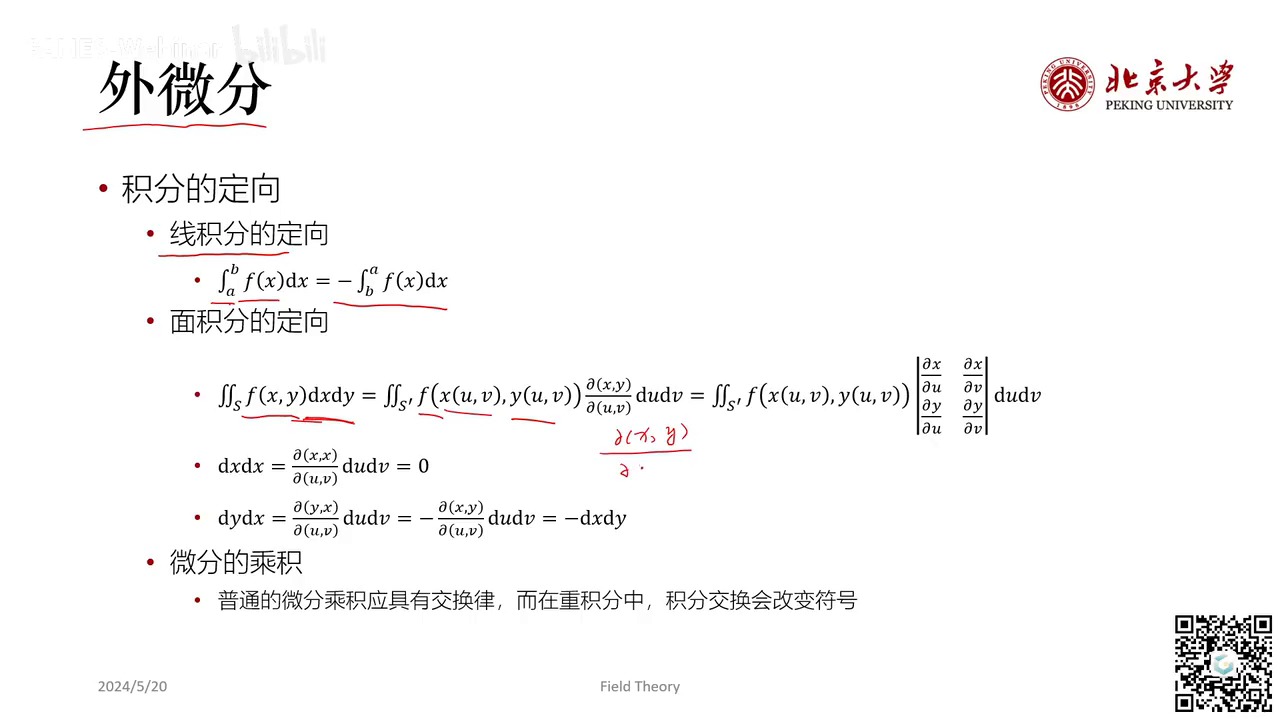 bilibili
外微分
北京大学
PEKING UNIVERSITY
• 积分的定向
• 线积分的定向
• ∫_a^b f(x)dx = −∫_b^a f(x)dx
• 面积分的定向
• ∬_S f(x, y)dxdy = ∬_{S′} f(x(u, v), y(u, v)) ∂(x,y)/∂(u,v) dudv = ∬_{S′} f(x(u, v), y(u, v)) |∂x/∂u ∂x/∂v ∂y/∂u ∂y/∂v| dudv
∂(x, y)
∂
• dxdx = ∂(x,x)/∂(u,v) dudv = 0
• dydx = ∂(y,x)/∂(u,v) dudv = −∂(x,y)/∂(u,v) dudv = −dxdy
• 微分的乘积
• 普通的微分乘积应具有交换律，而在重积分中，积分交换会改变符号
2024/5/20
Field Theory